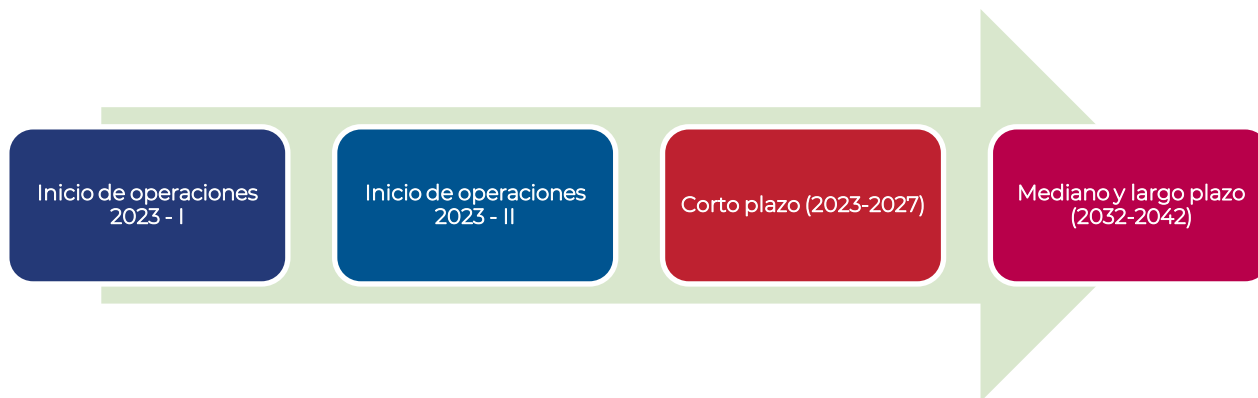 Inicio de operaciones
2023 - I
Inicio de operaciones
2023 - II
Corto plazo (2023-2027)
Mediano y largo plazo
(2032-2042)